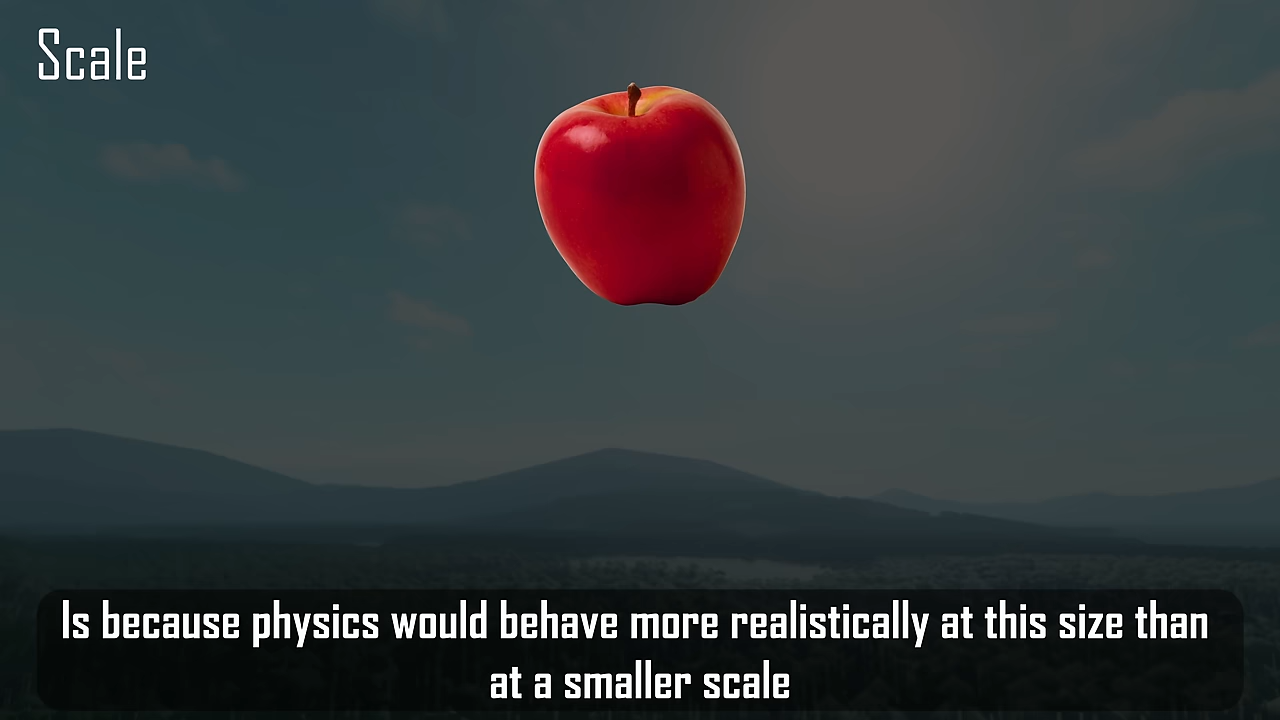 Scale
Is because physics would behave more realistically at this size than
at a smaller scale